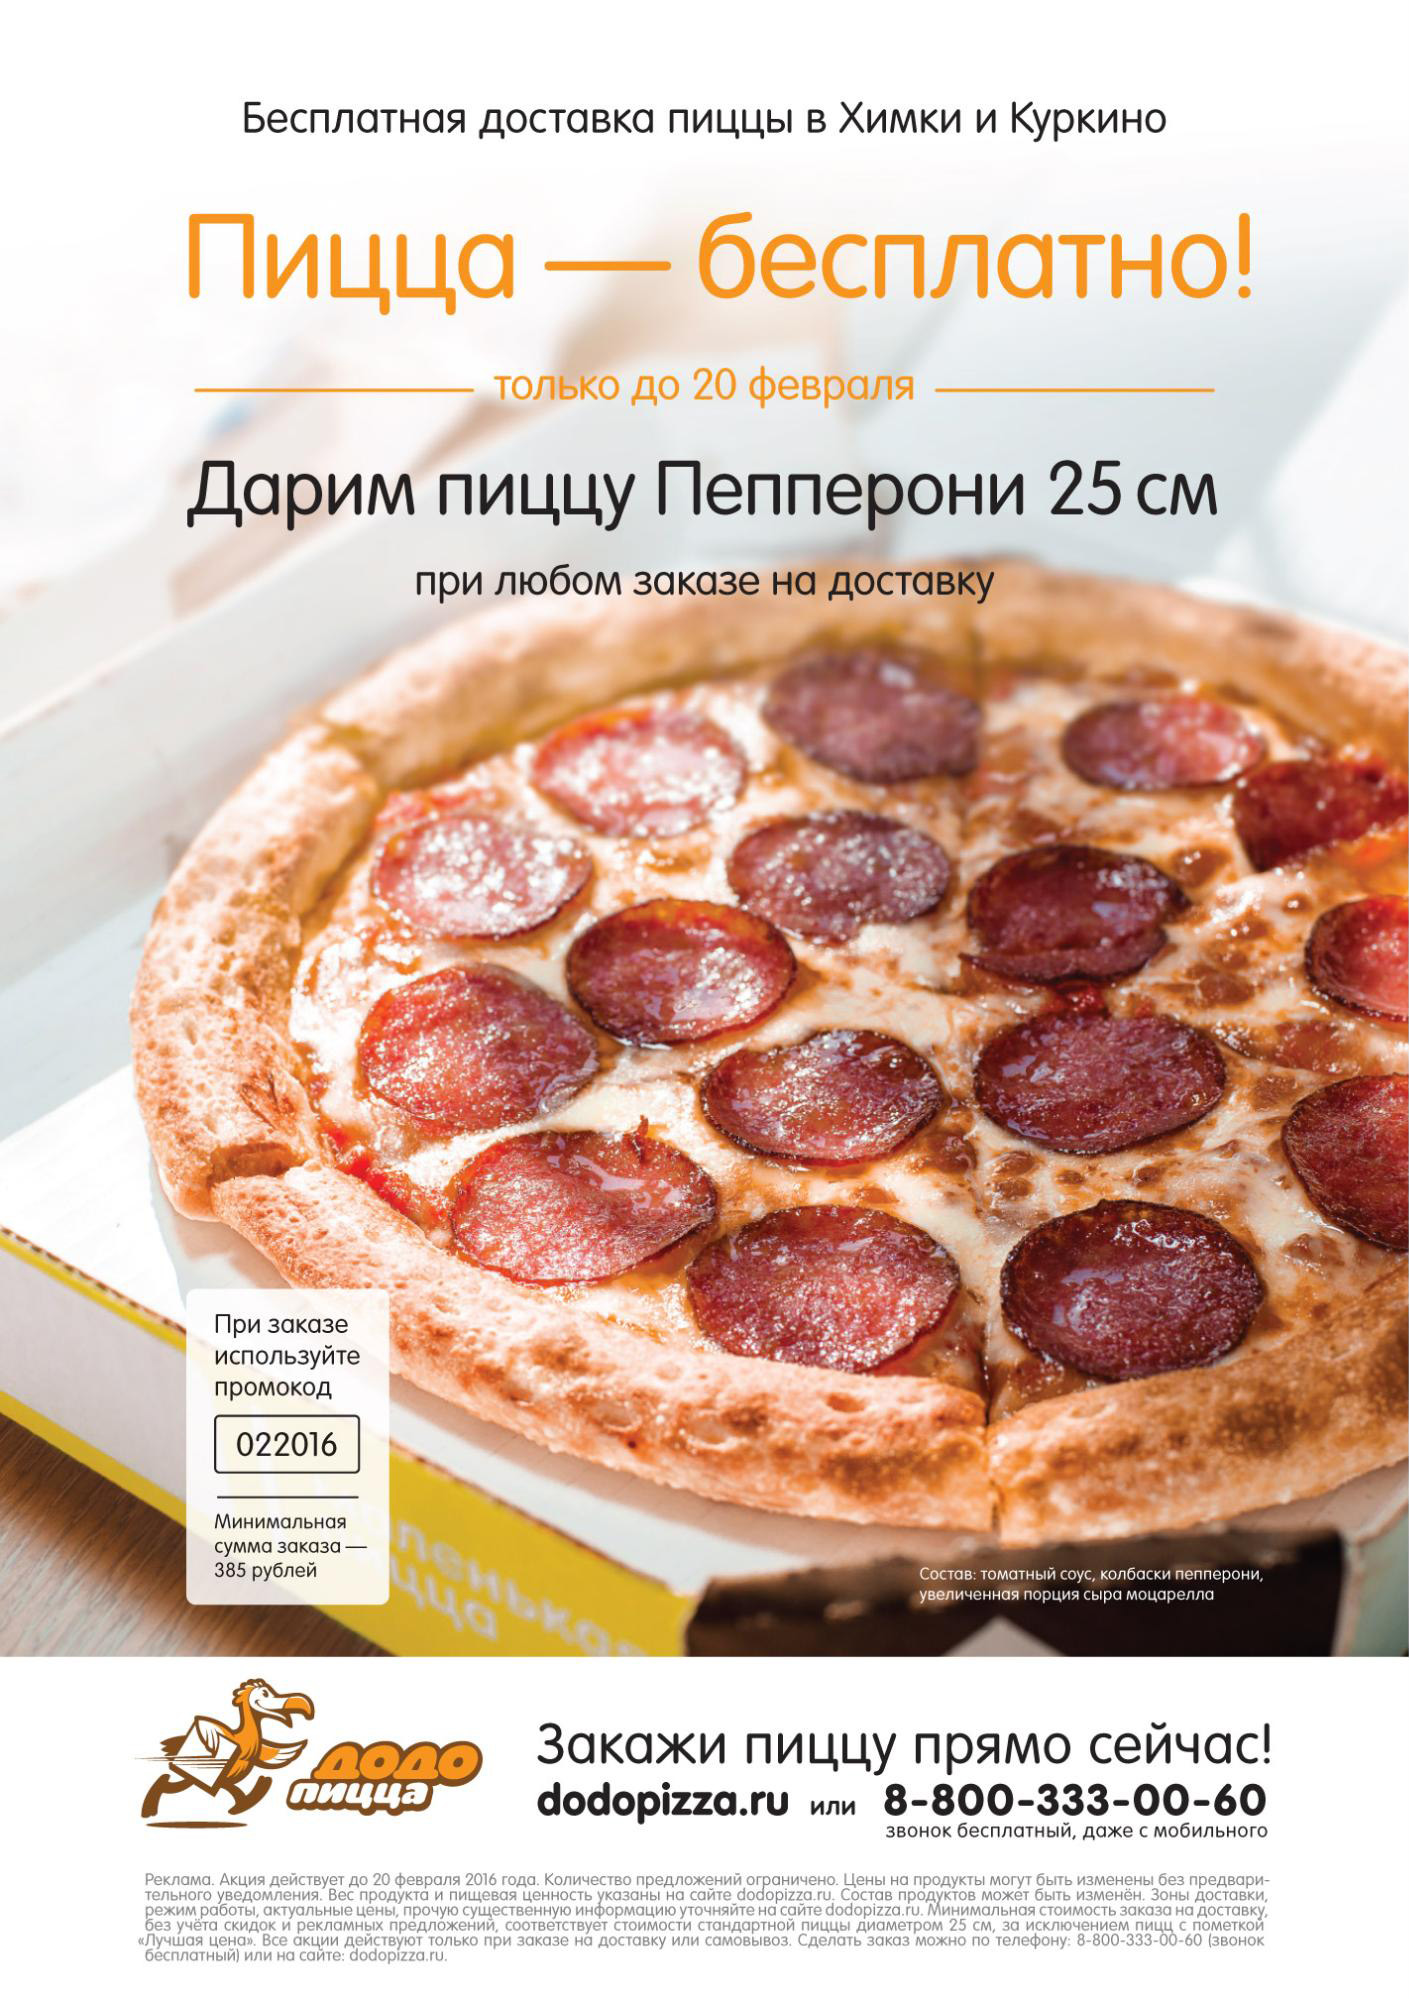 Бесплатная доставка пиццы в Химки и Куркино
Пицца — бесплатно!
только до 20 февраля
Дарим пиццу Пепперони 25 см
при любом заказе на доставку
При заказе
используйте
промокод
022016
Минимальная
сумма заказа —
385 рублей
пицца
Состав: томатный соус, колбаски пепперони,
увеличенная порция сыра моцарелла
ДОДО
пицца
Закажи пиццу прямо сейчас!
dodopizza.ru или 8-800-333-00-60
звонок бесплатный, даже с мобильного
Реклама. Акция действует до 20 февраля 2016 года. Количество предложений ограничено. Цены на продукты могут быть изменены без предвари-
тельного уведомления. Вес продукта и пищевая ценность указаны на сайте dodopizza.ru. Состав продуктов может быть изменён. Зоны доставки,
режим работы, актуальные цены, прочую существенную информацию уточняйте на сайте dodopizza.ru. Минимальная стоимость заказа на доставку,
без учёта скидок и рекламных предложений, соответствует стоимости стандартной пиццы диаметром 25 см, за исключением пицц с пометкой
«Лучшая цена». Все акции действуют только при заказе на доставку или самовывоз. Сделать заказ можно по телефону: 8-800-333-00-60 (звонок
бесплатный) или на сайте: dodopizza.ru.